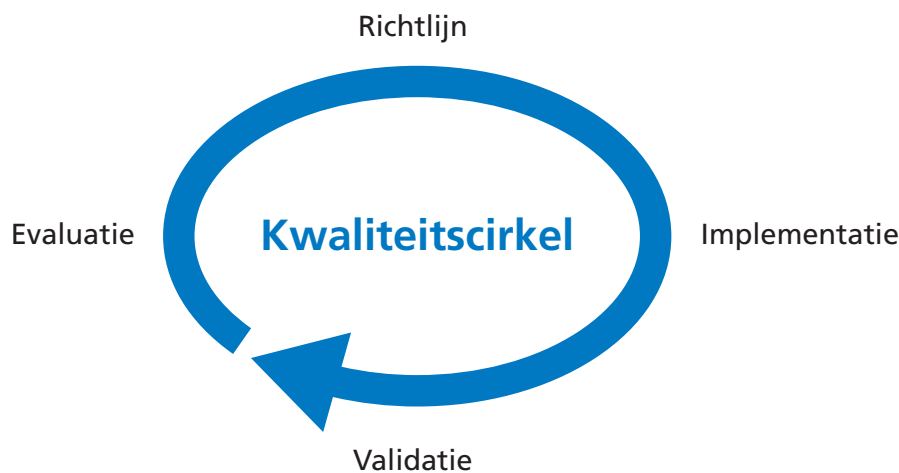 Richtlijn
Evaluatie
Kwaliteitscirkel
Implementatie
Validatie